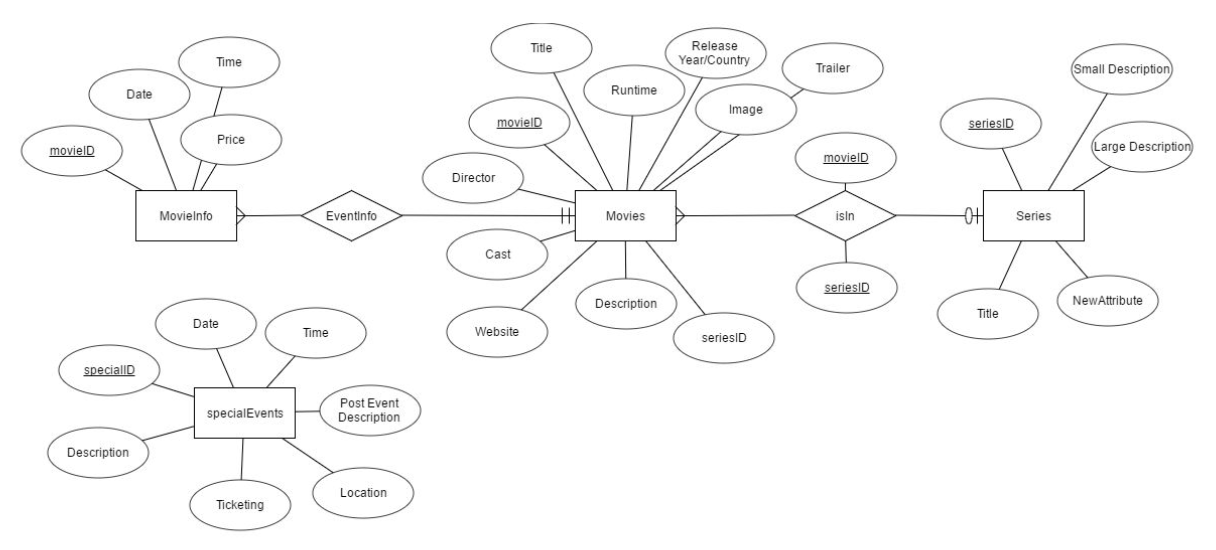 Title
Release
Year/Country
Time
Trailer
Small Description
Date
Runtime
Image
movieID
seriesID
Price
movieID
movieID
Large Description
Director
MovieInfo
EventInfo
Movies
isIn
Series
Cast
Description
seriesID
Title
NewAttribute
Website
seriesID
Date
Time
specialID
Post Event
Description
specialEvents
Description
Location
Ticketing